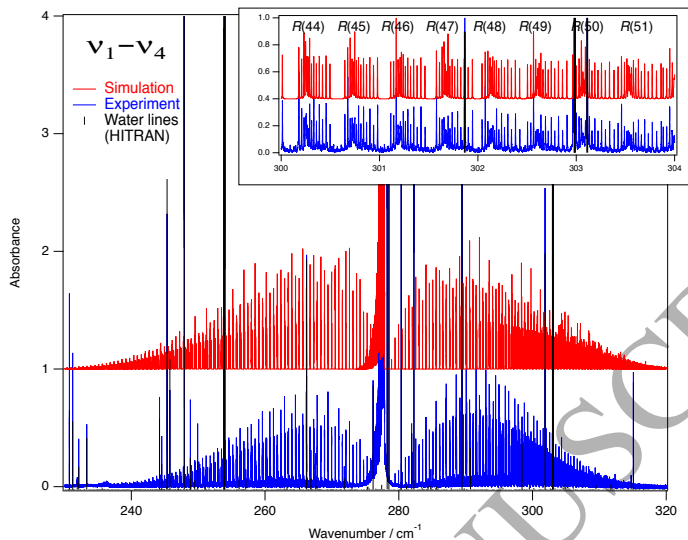 4
3
2
1
0
Absorbance
ν₁–ν₄
Simulation
Experiment
Water lines
(HITRAN)
1.0
0.8
0.6
0.4
0.2
0.0
R(44) R(45) R(46) R(47) R(48) R(49) R(50) R(51)
300 301 302 303 304
240 260 280 300 320
Wavenumber / cm⁻¹
NUSC